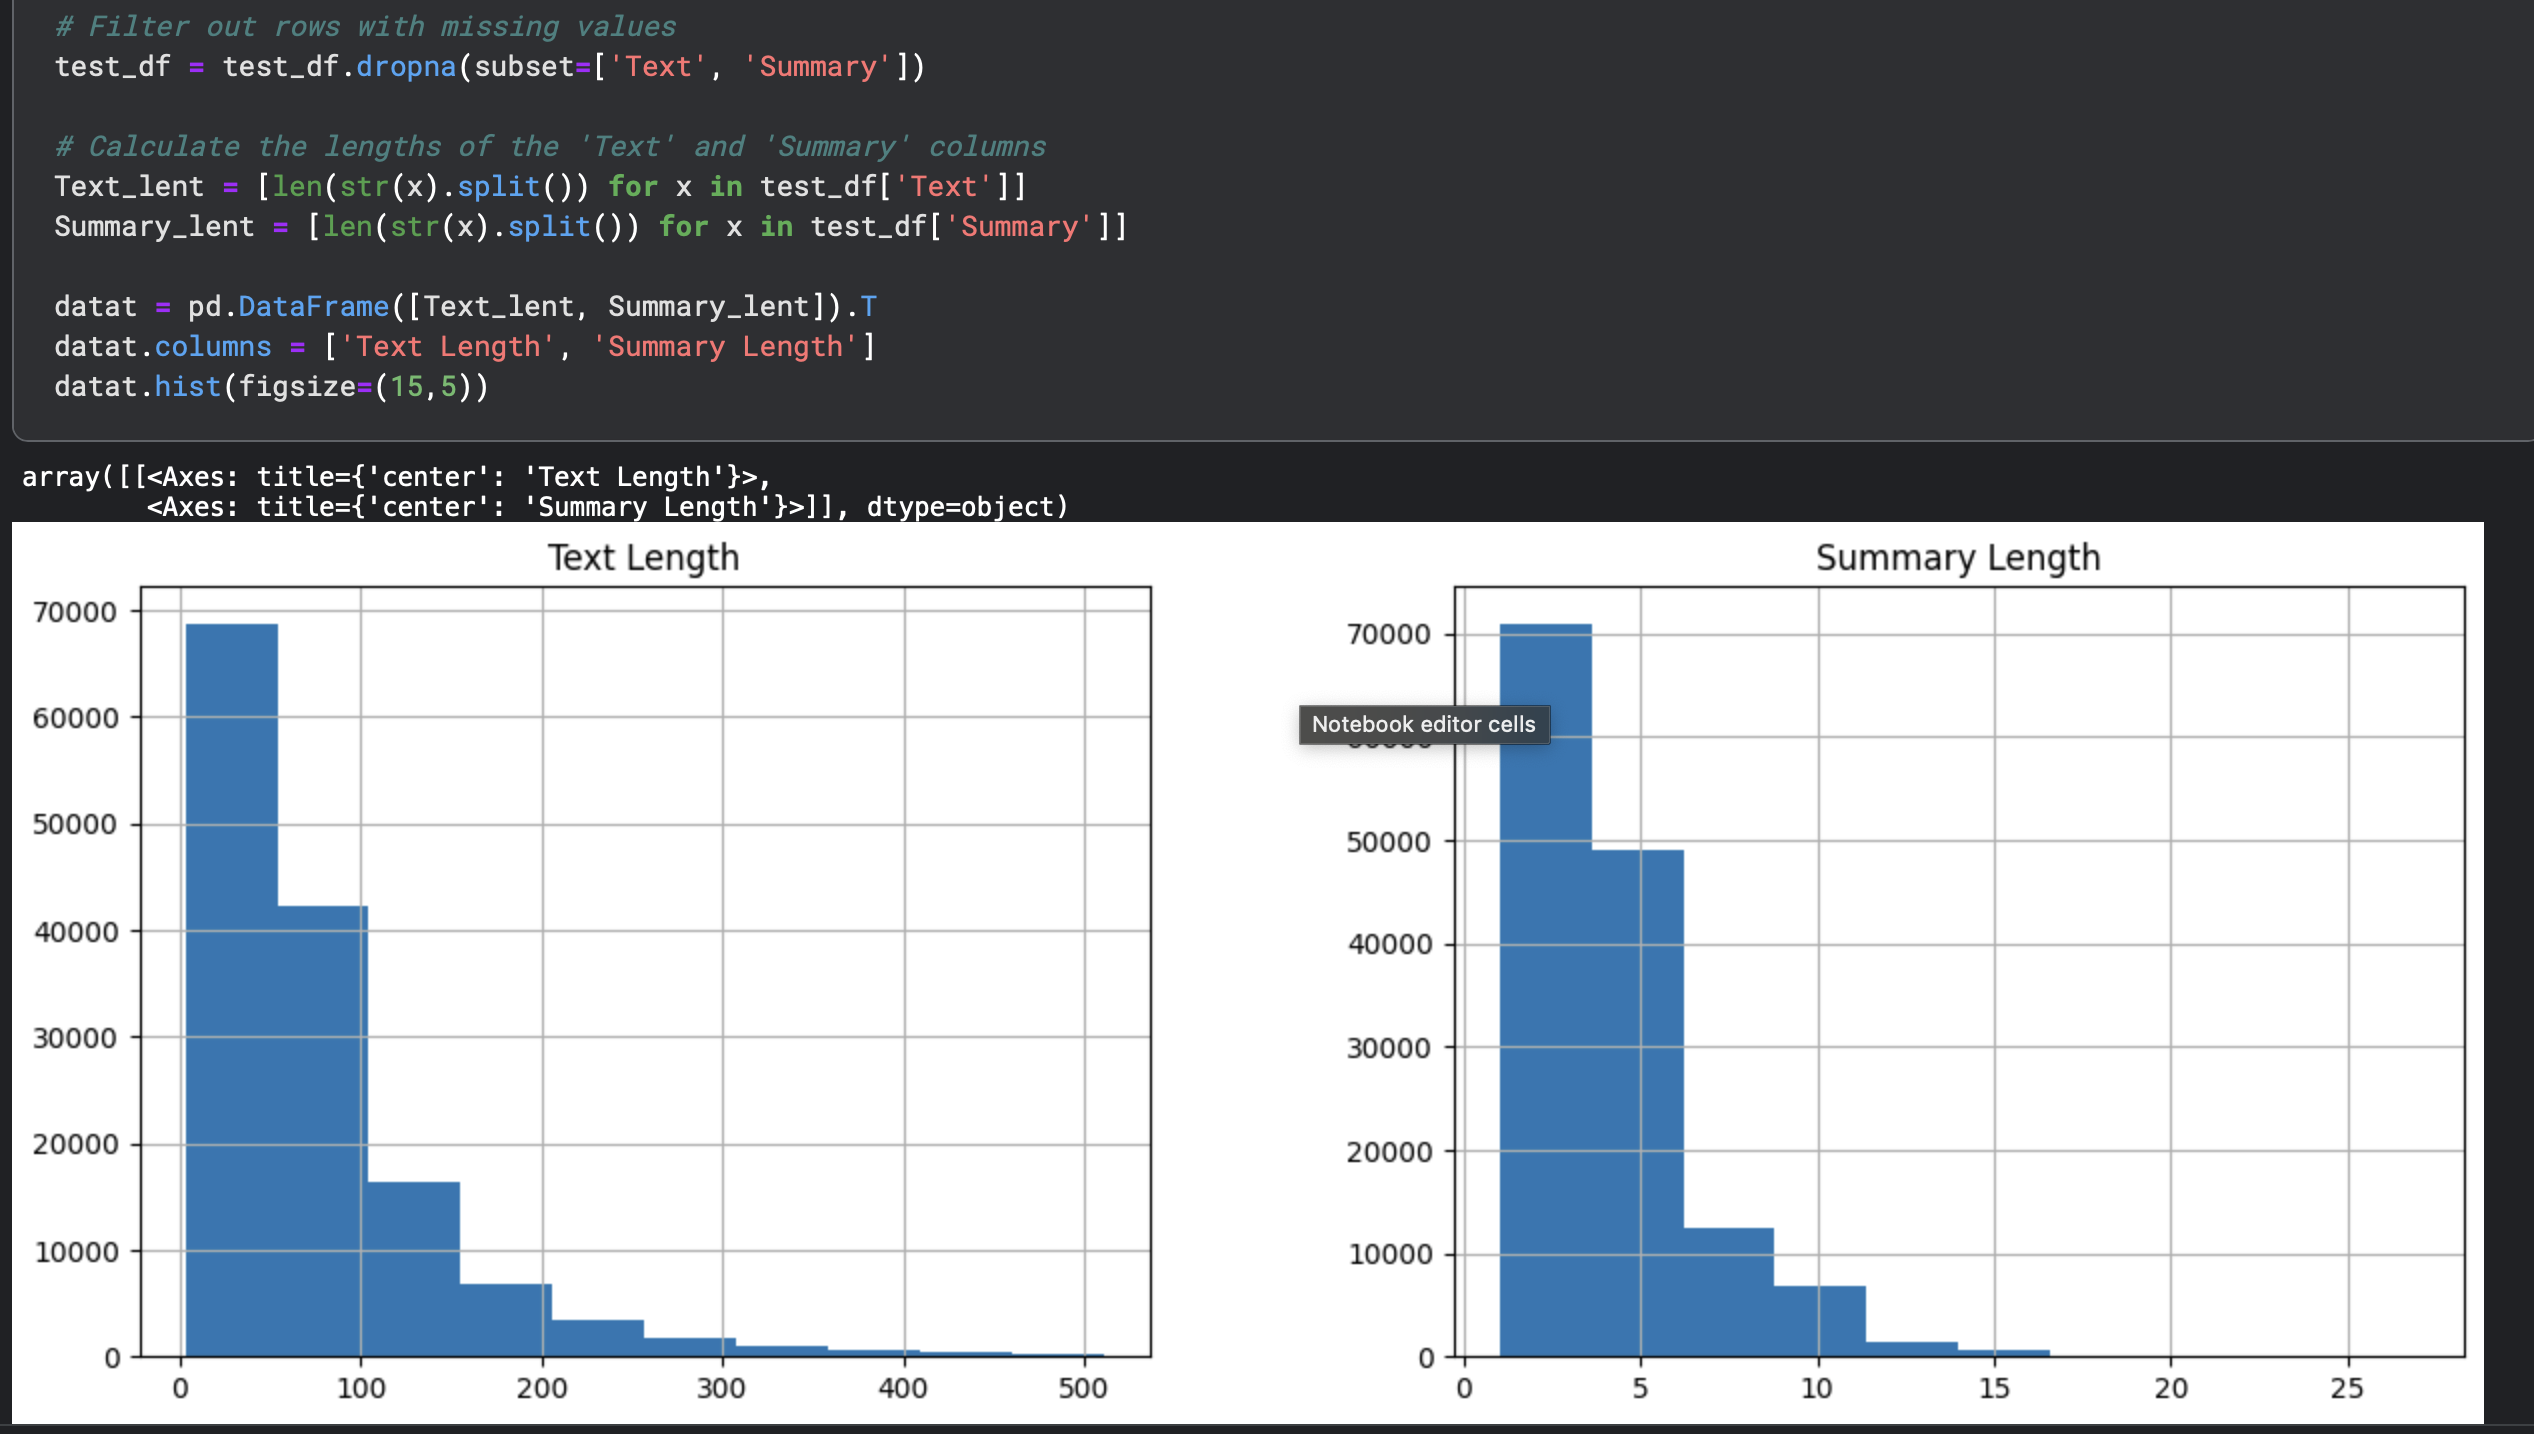 # Filter out rows with missing values
test_df = test_df.dropna(subset=['Text', 'Summary'])
# Calculate the lengths of the 'Text' and 'Summary' columns
Text_lent = [len(str(x).split()) for x in test_df['Text']]
Summary_lent = [len(str(x).split()) for x in test_df['Summary']]
datat = pd.DataFrame([Text_lent, Summary_lent]).T
datat.columns = ['Text Length', 'Summary Length']
datat.hist(figsize=(15,5))
array([[<Axes: title={'center': 'Text Length'}>,
<Axes: title={'center': 'Summary Length'}>]], dtype=object)
Text Length
70000
60000
50000
40000
30000
20000
10000
0
0 100 200 300 400 500
Summary Length
70000
Notebook editor cells
50000
40000
30000
20000
10000
0
0 5 10 15 20 25